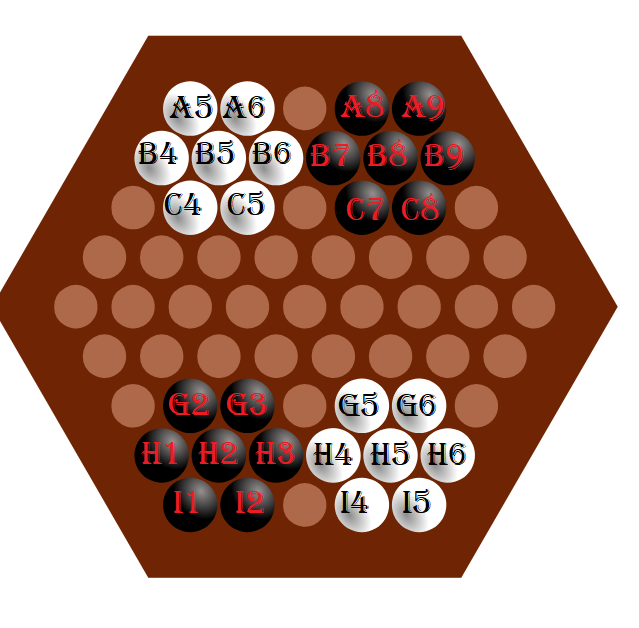 A5 A6 A8 A9
B4 B5 B6 B7 B8 B9
C4 C5 C7 C8
G2 G3 G5 G6
H1 H2 H3 H4 H5 H6
I1 I2 I4 I5